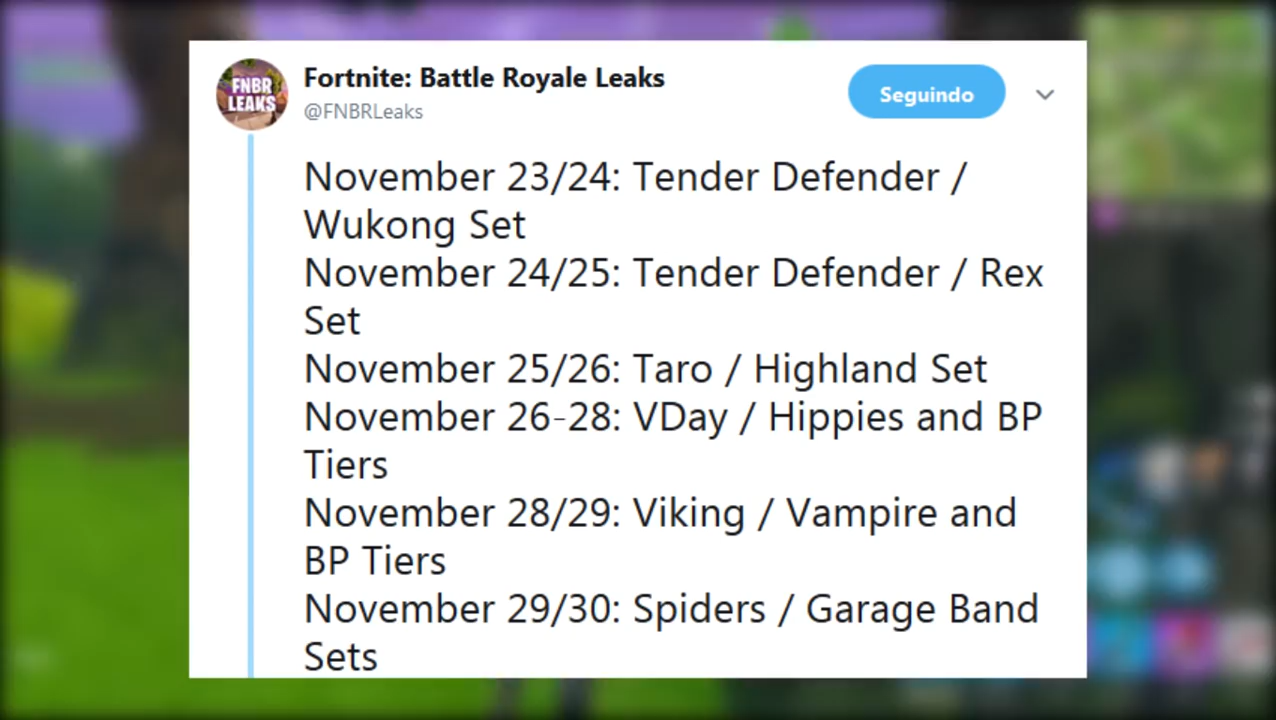 FNBR
LEAKS
Fortnite: Battle Royale Leaks
@FNBRLeaks
Seguindo
November 23/24: Tender Defender /
Wukong Set
November 24/25: Tender Defender / Rex
Set
November 25/26: Taro / Highland Set
November 26-28: VDay / Hippies and BP
Tiers
November 28/29: Viking / Vampire and
BP Tiers
November 29/30: Spiders / Garage Band
Sets